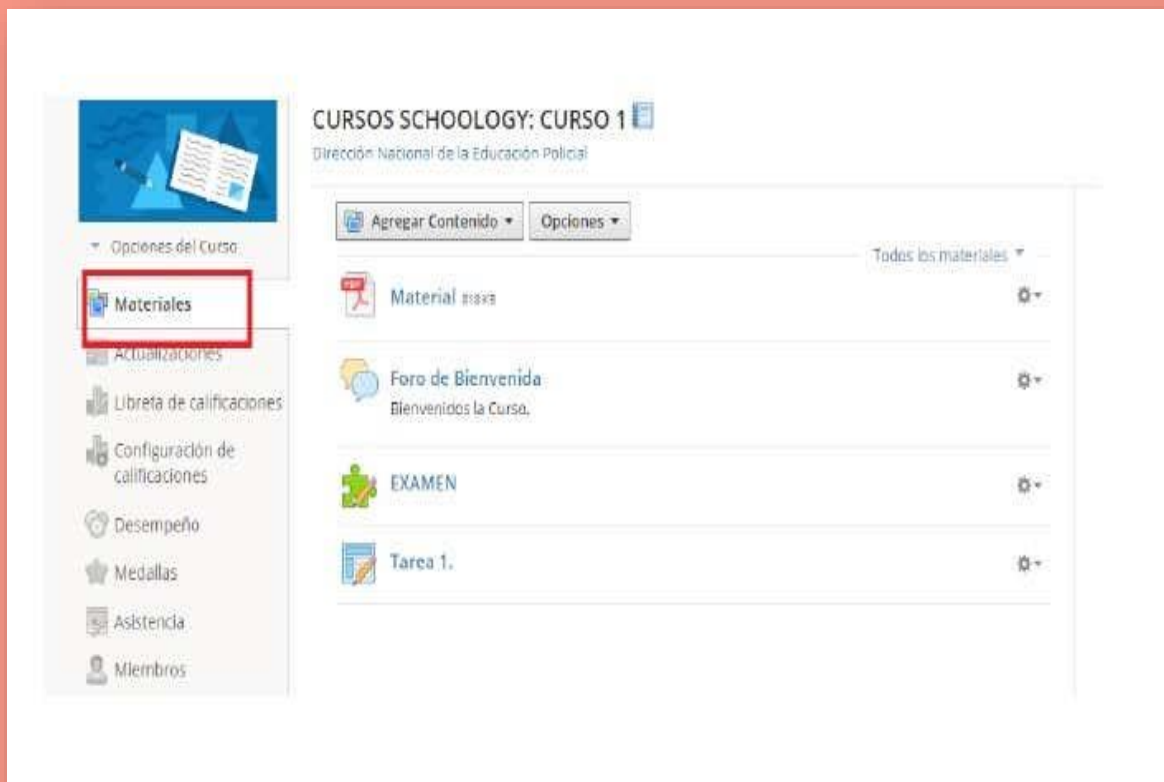 CURSOS SCHOOLOGY: CURSO 1
Dirección Nacional de la Educación Policial
Agregar Contenido
Opciones
Opciones del Curso
Todos los materiales
Materiales
Material
PDF
Actualizaciones
Foro de Bienvenida
Bienvenidos la Curso.
Libreta de calificaciones
Configuración de
calificaciones
EXAMEN
Desempeño
Tarea 1.
Medallas
Asistencia
Miembros